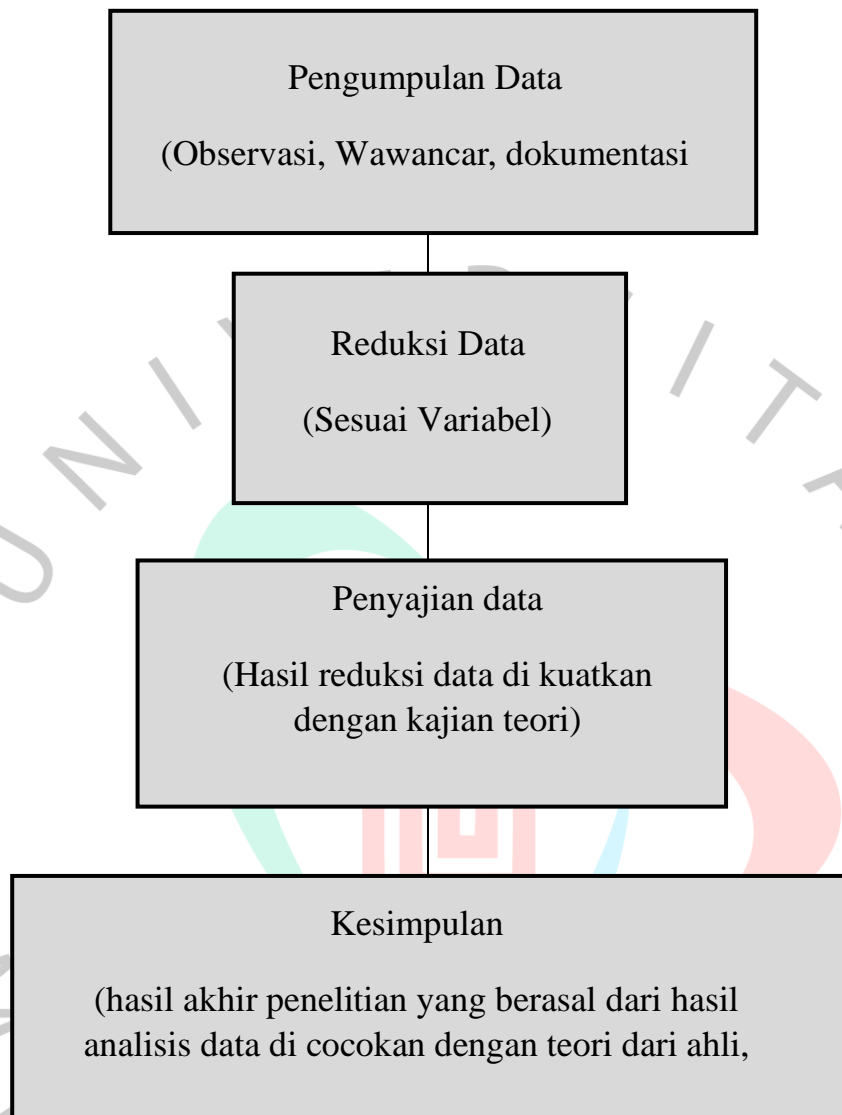 Pengumpulan Data
(Observasi, Wawancar, dokumentasi
Reduksi Data
(Sesuai Variabel)
Penyajian data
(Hasil reduksi data di kuatkan
dengan kajian teori)
Kesimpulan
(hasil akhir penelitian yang berasal dari hasil
analisis data di cocokan dengan teori dari ahli,